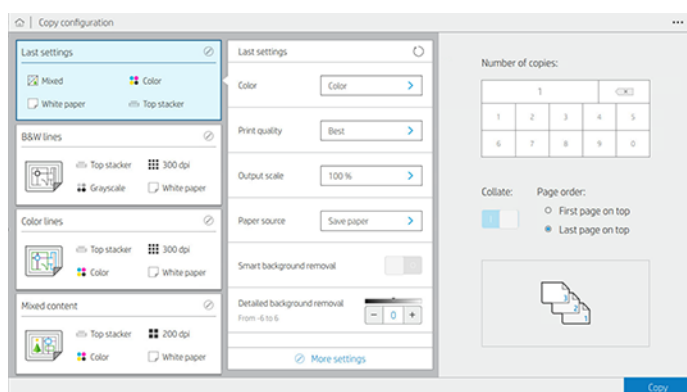 Copy configuration
Last settings
Mixed
Color
White paper
Top stacker
B&W lines
Top stacker
300 dpi
Grayscale
White paper
Color lines
Top stacker
300 dpi
Color
White paper
Mixed content
Top stacker
200 dpi
Color
White paper
Last settings
Color
Color
Print quality
Best
Output scale
100 %
Paper source
Save paper
Smart background
removal
Detailed background removal
From -6 to 6
− 0 +
More settings
Number of copies:
1
1 2 3 4 5
6 7 8 9 0
Collate:
Page order:
First page on top
Last page on top
3
2
1
Copy